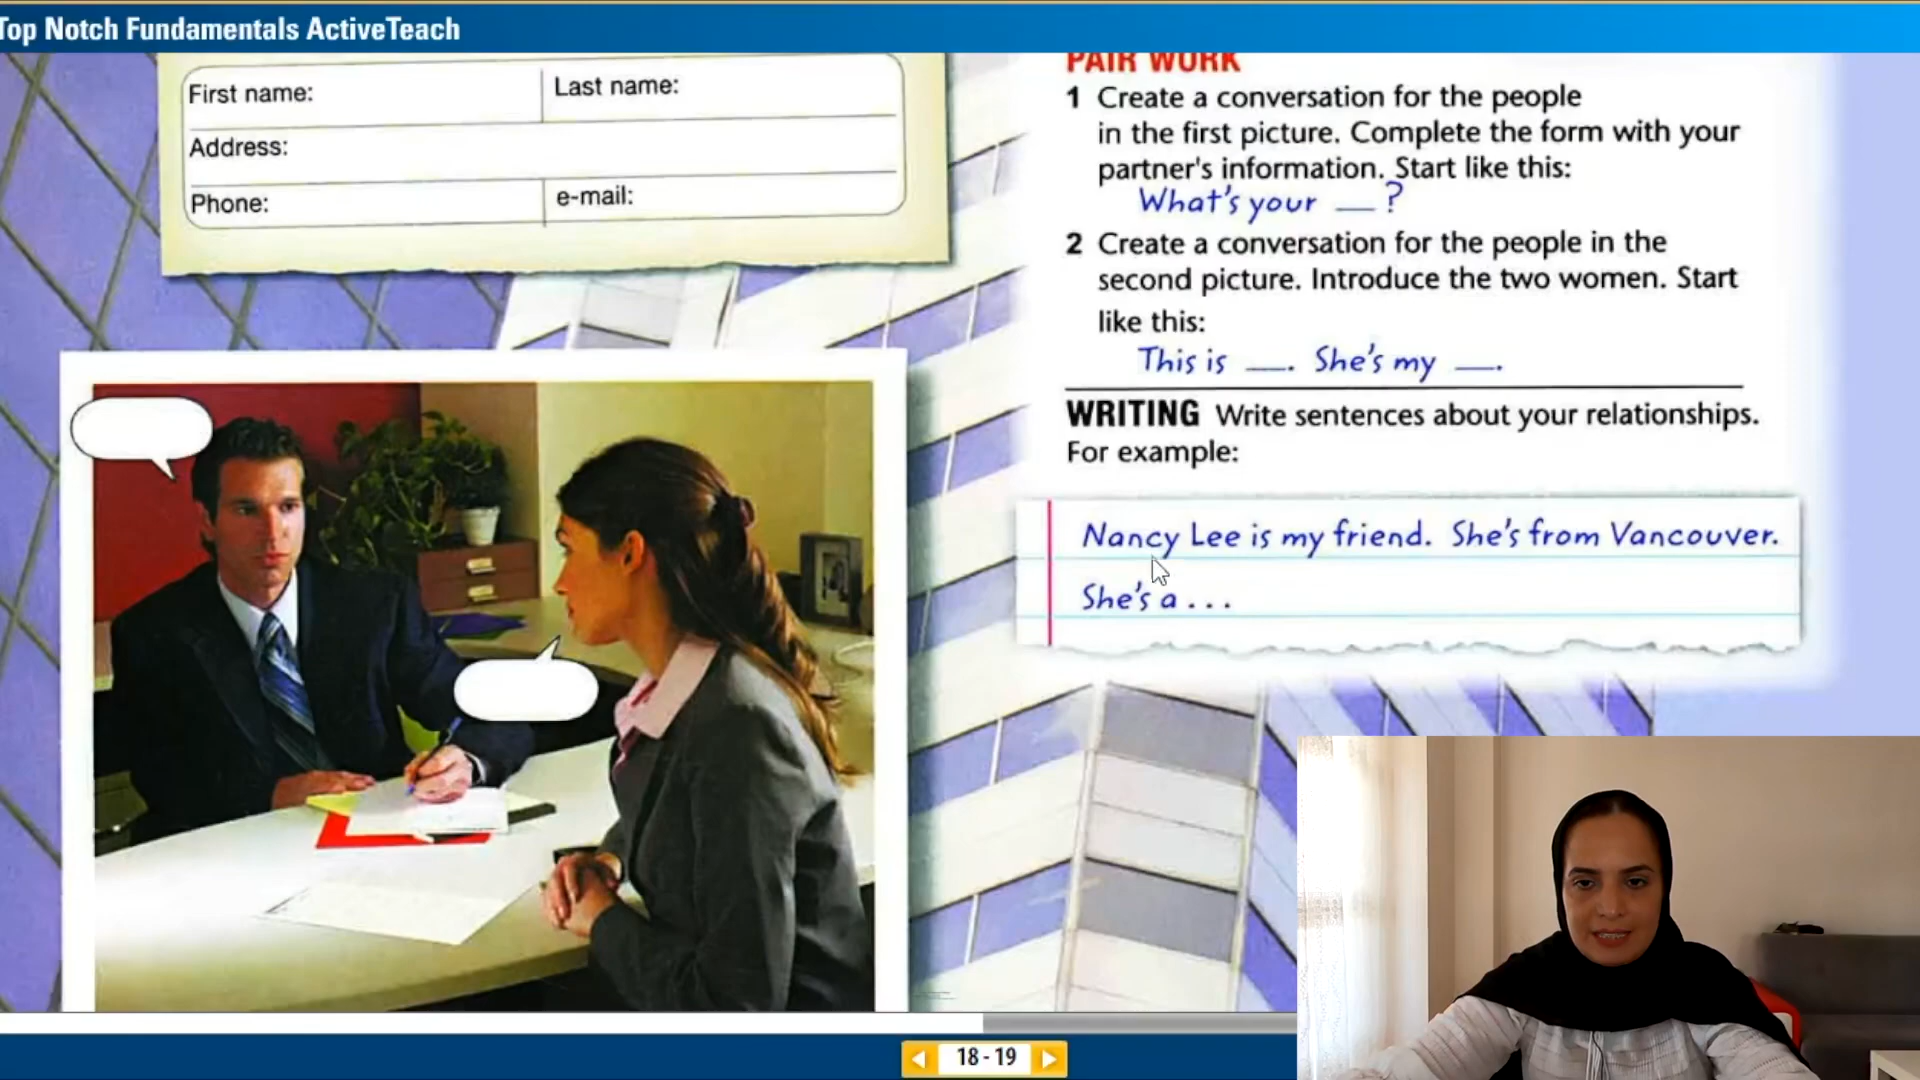 Top Notch Fundamentals ActiveTeach
First name:
Last name:
Address:
Phone:
e-mail:
PAIR WORK
1 Create a conversation for the people
in the first picture. Complete the form with your
partner's information. Start like this:
What's your __?
2 Create a conversation for the people in the
second picture. Introduce the two women. Start
like this:
This is __. She's my __.
WRITING Write sentences about your relationships.
For example:
Nancy Lee is my friend. She's from Vancouver.
She's a . . .
18 - 19